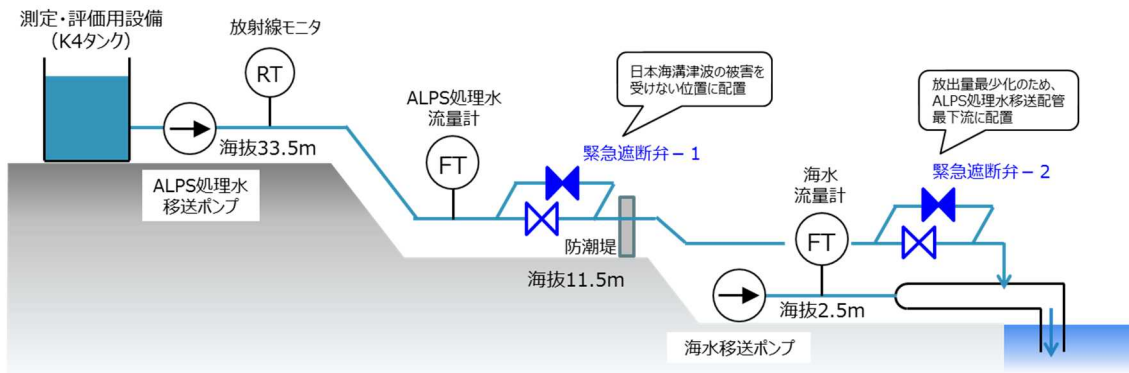 測定・評価用設備
(K4タンク)
放射線モニタ
RT
ALPS処理水
流量計
FT
日本海溝津波の被害を
受けない位置に配置
放出量最少化のため、
ALPS処理水移送配管
最下流に配置
緊急遮断弁－1
緊急遮断弁－2
海水
流量計
FT
海抜33.5m
ALPS処理水
移送ポンプ
防潮堤
海抜11.5m
海抜2.5m
海水移送ポンプ